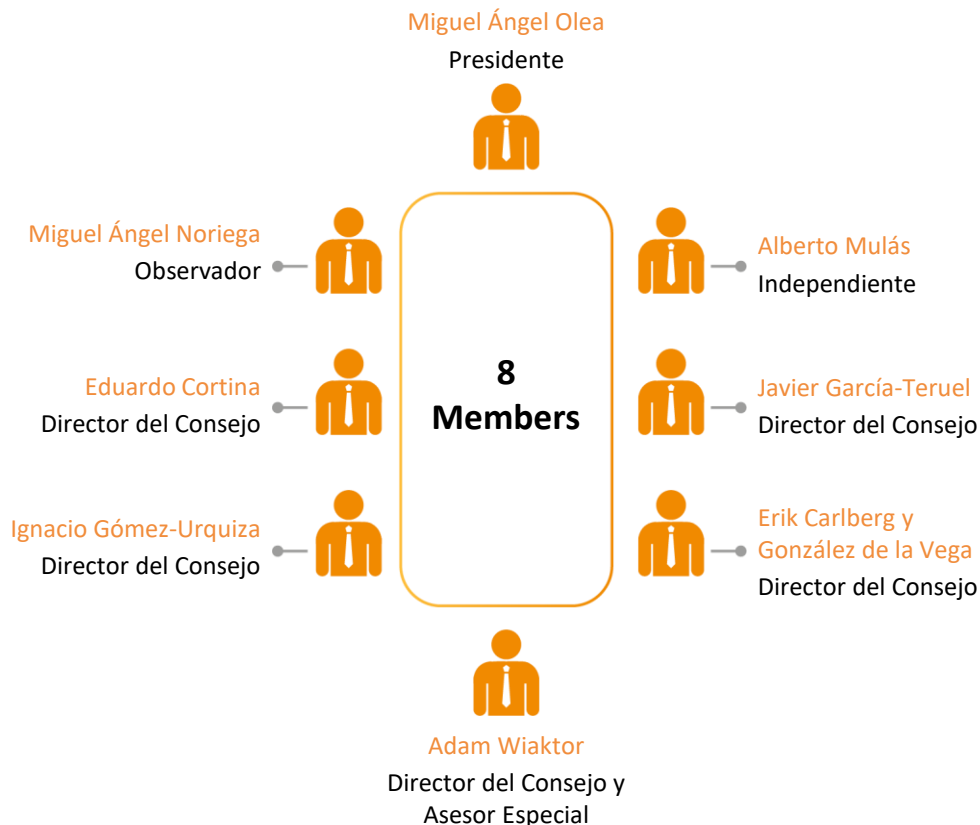 Miguel Ángel Olea
Presidente
Miguel Ángel Noriega
Observador
Alberto Mulás
Independiente
8
Members
Eduardo Cortina
Director del Consejo
Javier García-Teruel
Director del Consejo
Ignacio Gómez-Urquiza
Director del Consejo
Erik Carlberg y
González de la Vega
Director del Consejo
Adam Wiaktor
Director del Consejo y
Asesor Especial